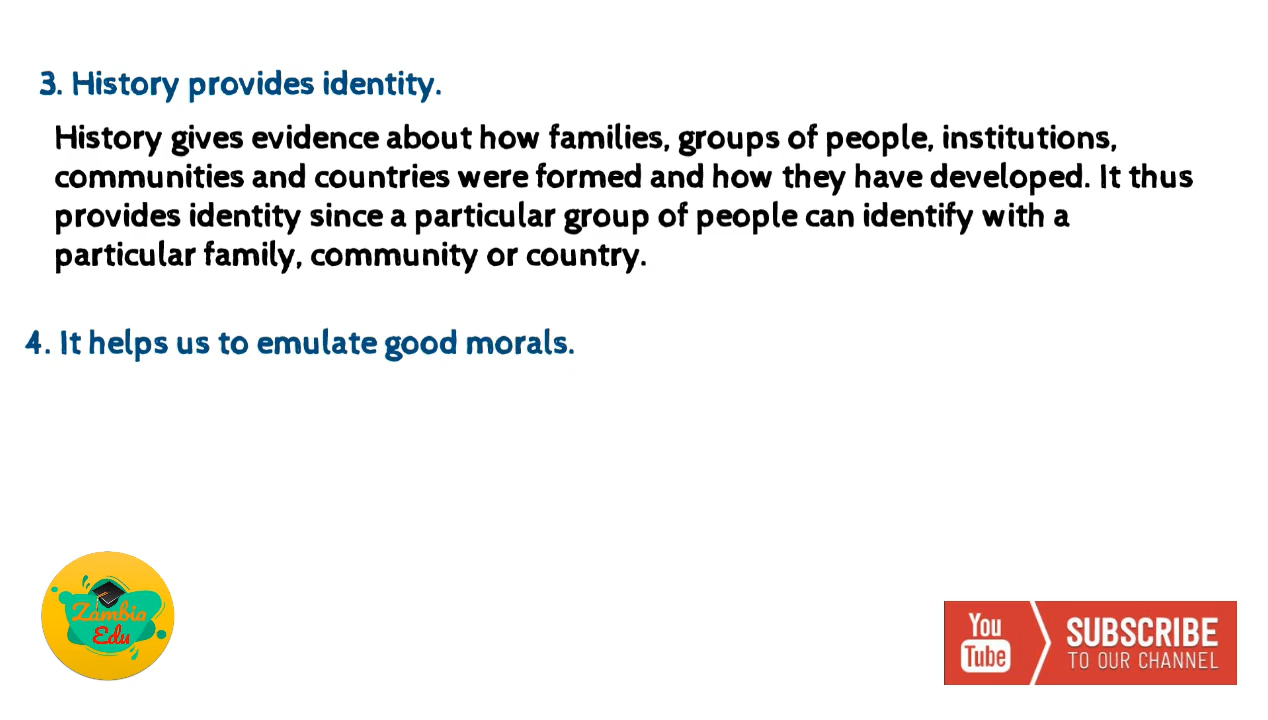 3. History provides identity.
History gives evidence about how families, groups of people, institutions,
communities and countries were formed and how they have developed. It thus
provides identity since a particular group of people can identify with a
particular family, community or country.
4. It helps us to emulate good morals.
Zambia
Edu
You
Tube
SUBSCRIBE
TO OUR CHANNEL